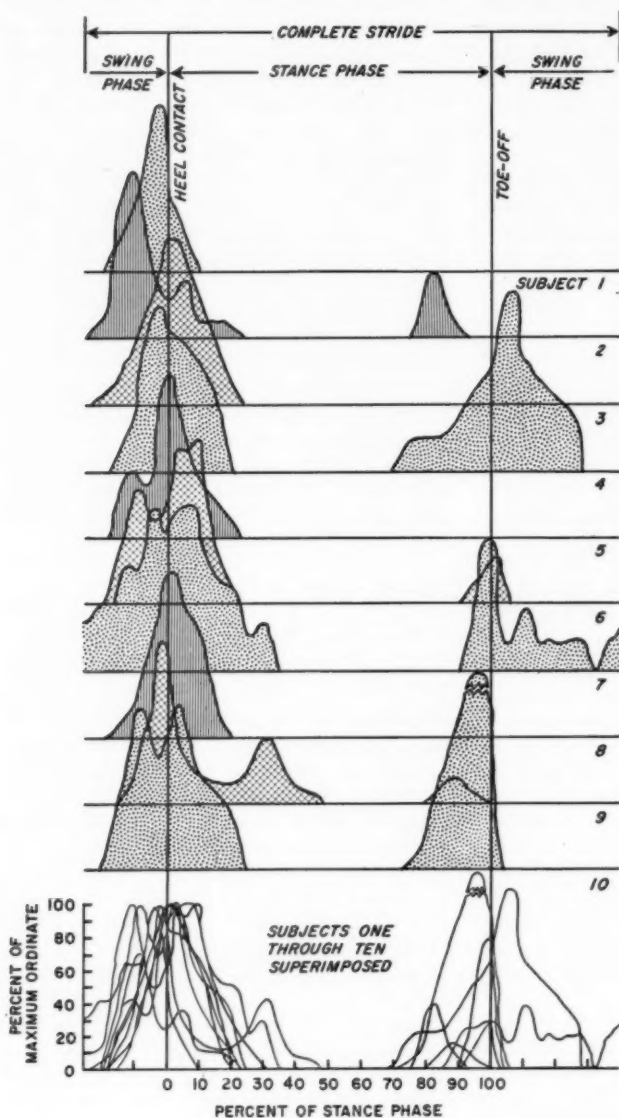 COMPLETE STRIDE
SWING PHASE
STANCE PHASE
SWING PHASE
HEEL CONTACT
TOE-OFF
SUBJECT 1
2
3
4
5
6
7
8
9
10
SUBJECTS ONE
THROUGH TEN
SUPERIMPOSED
PERCENT OF
MAXIMUM ORDINATE
100
80
60
40
20
0
0 10 20 30 40 50 60 70 80 90 100
PERCENT OF STANCE PHASE